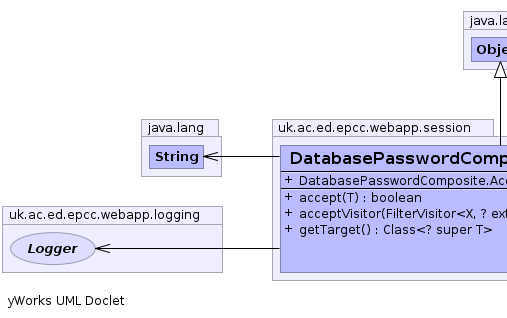 java.la
Obje
java.lang
String
uk.ac.ed.epcc.webapp.session
DatabasePasswordComp
+ DatabasePasswordComposite.Acc
+ accept(T) : boolean
+ acceptVisitor(FilterVisitor<X, ? ext
+ getTarget() : Class<? super T>
uk.ac.ed.epcc.webapp.logging
Logger
yWorks UML Doclet